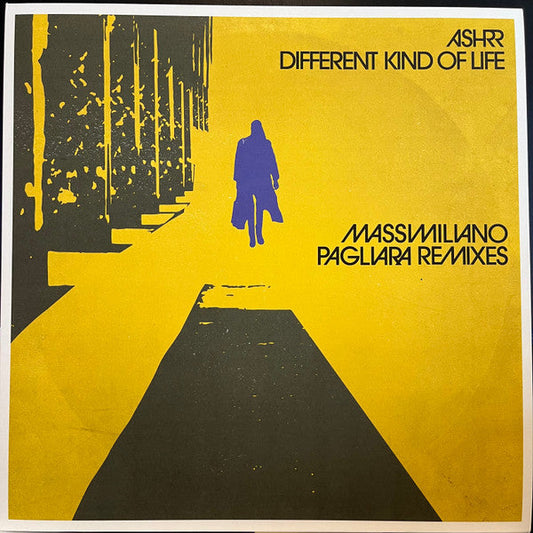 ASHRR
DIFFERENT KIND OF LIFE
MASSIMILIANO
PAGLIARA REMIXES